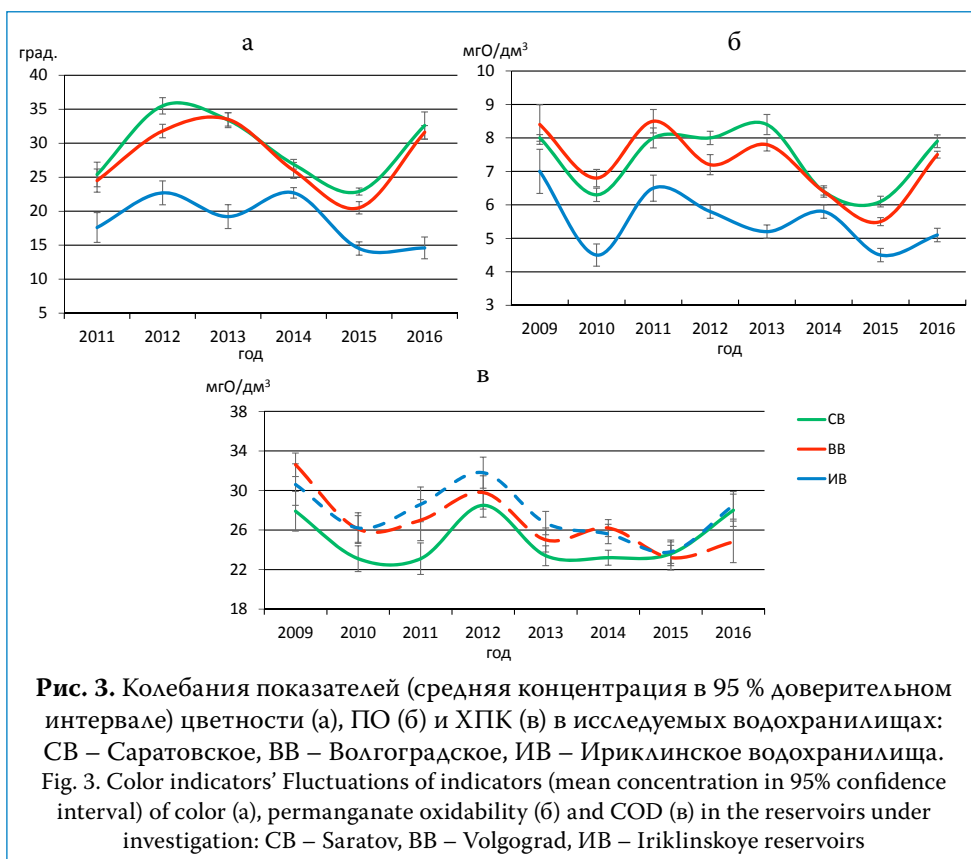 а
град.
40
35
30
25
20
15
10
5
2011 2012 2013 2014 2015 2016
год
б
мгО/дм³
10
9
8
7
6
5
4
3
2009 2010 2011 2012 2013 2014 2015 2016
год
в
мгО/дм³
38
34
30
26
22
18
2009 2010 2011 2012 2013 2014 2015 2016
год
СВ
ВВ
ИВ
Рис. 3. Колебания показателей (средняя концентрация в 95 % доверительном
интервале) цветности (а), ПО (б) и ХПК (в) в исследуемых водохранилищах:
СВ – Саратовское, ВВ – Волгоградское, ИВ – Ириклинское водохранилища.
Fig. 3. Color indicators’ Fluctuations of indicators (mean concentration in 95% confidence
interval) of color (а), permanganate oxidability (б) and COD (в) in the reservoirs under
investigation: СВ – Saratov, ВВ – Volgograd, ИВ – Iriklinskoye reservoirs